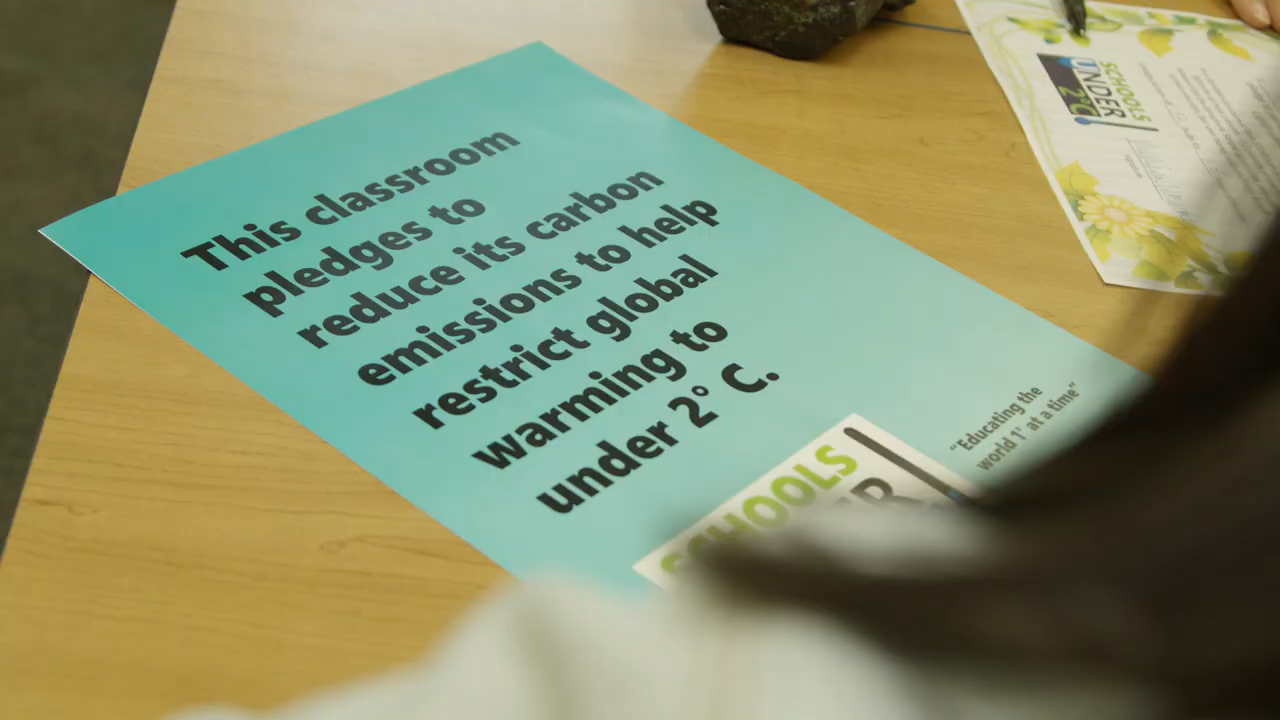 This classroom
pledges to
reduce its carbon
emissions to help
restrict global
warming to
under 2° C.
"Educating the
world 1° at a time"
SCHOOLS
SCHOOLS
UNDER
2°C